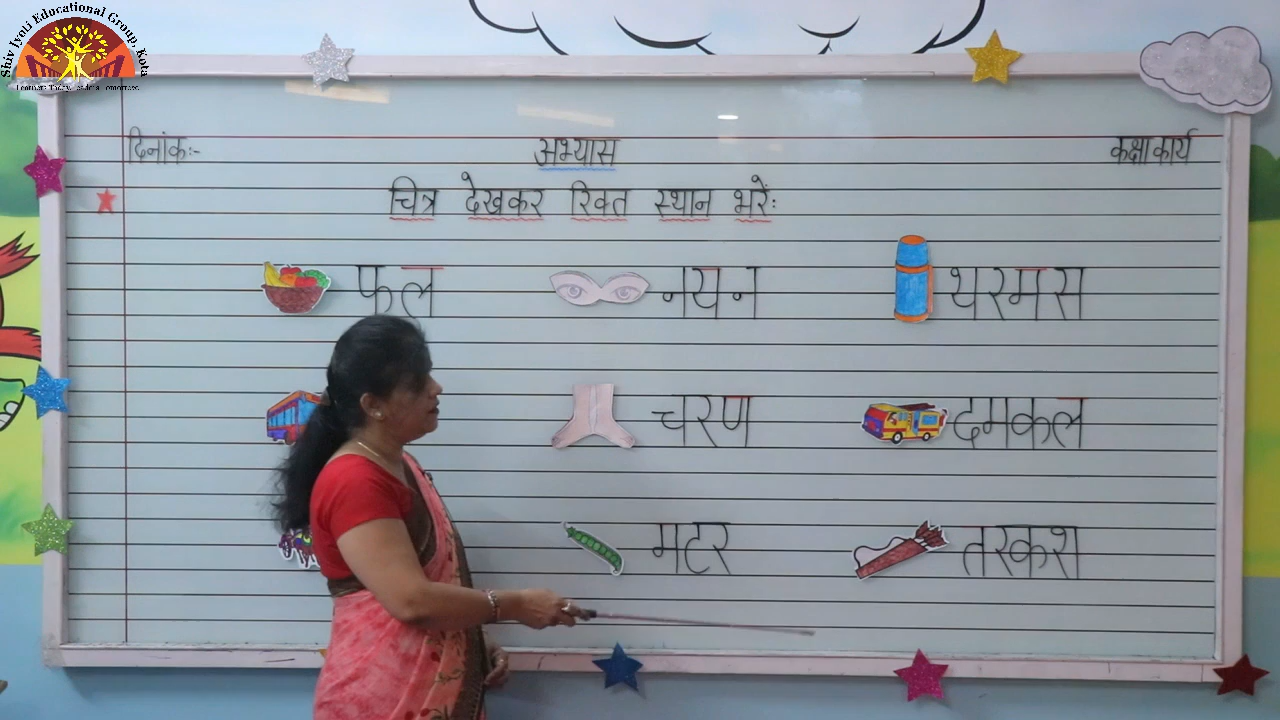 Shiv Jyoti Educational Group, Kota
दिनांकः- अभ्यास कक्षाकार्य
चित्र देखकर रिक्त स्थान भरेंः
फल नयन थरमस
चरण दमकल
मटर तरकश